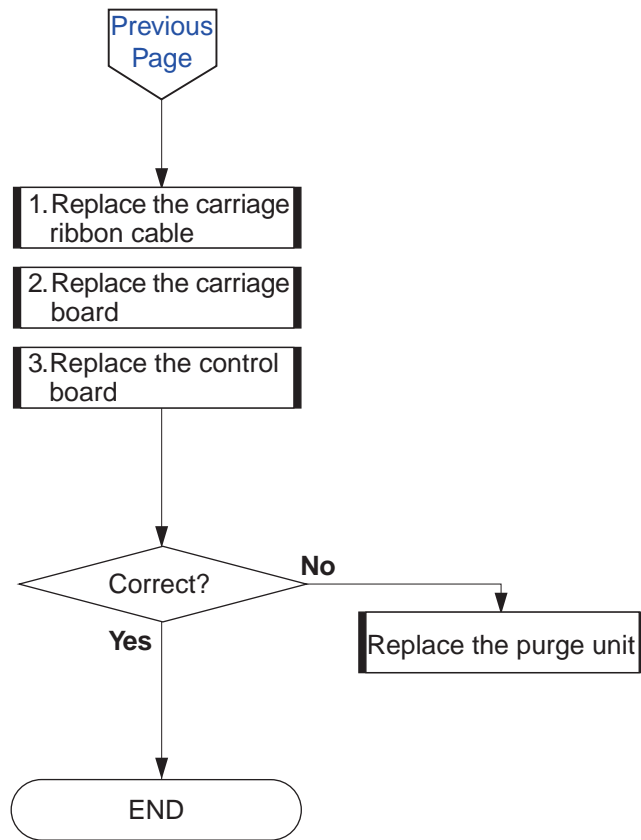 Previous
Page
1.Replace the carriage
ribbon cable
2.Replace the carriage
board
3.Replace the control
board
Correct?
No
Yes
Replace the purge unit
END